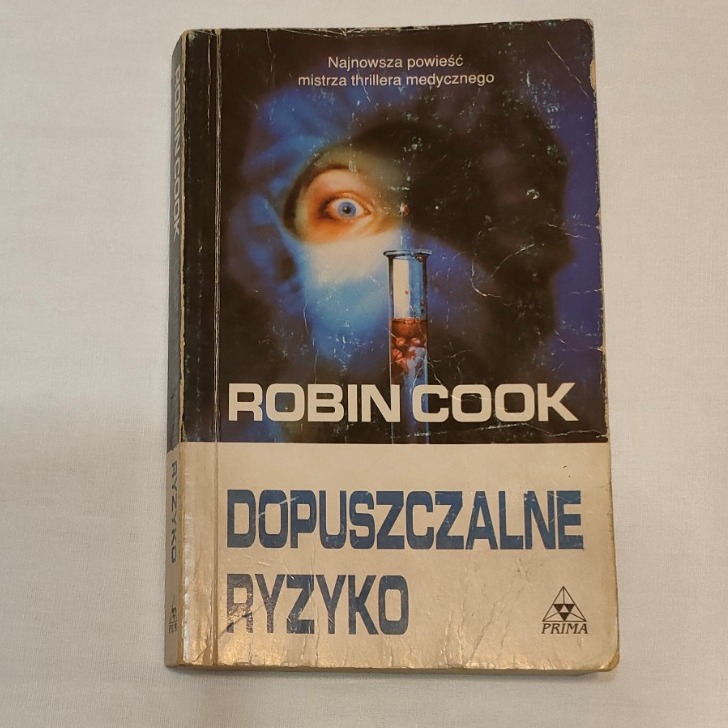 Najnowsza powieść
mistrza thrillera medycznego
ROBIN COOK
DOPUSZCZALNE
RYZYKO
PRIMA
ROBIN COOK
RYZYKO